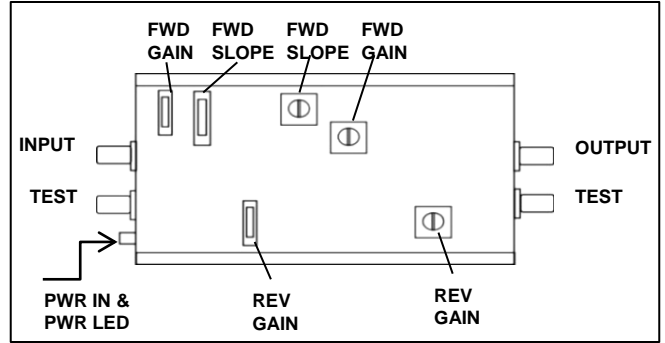 FWD
GAIN
FWD
SLOPE
FWD
SLOPE
FWD
GAIN
INPUT
OUTPUT
TEST
TEST
PWR IN &
PWR LED
REV
GAIN
REV
GAIN